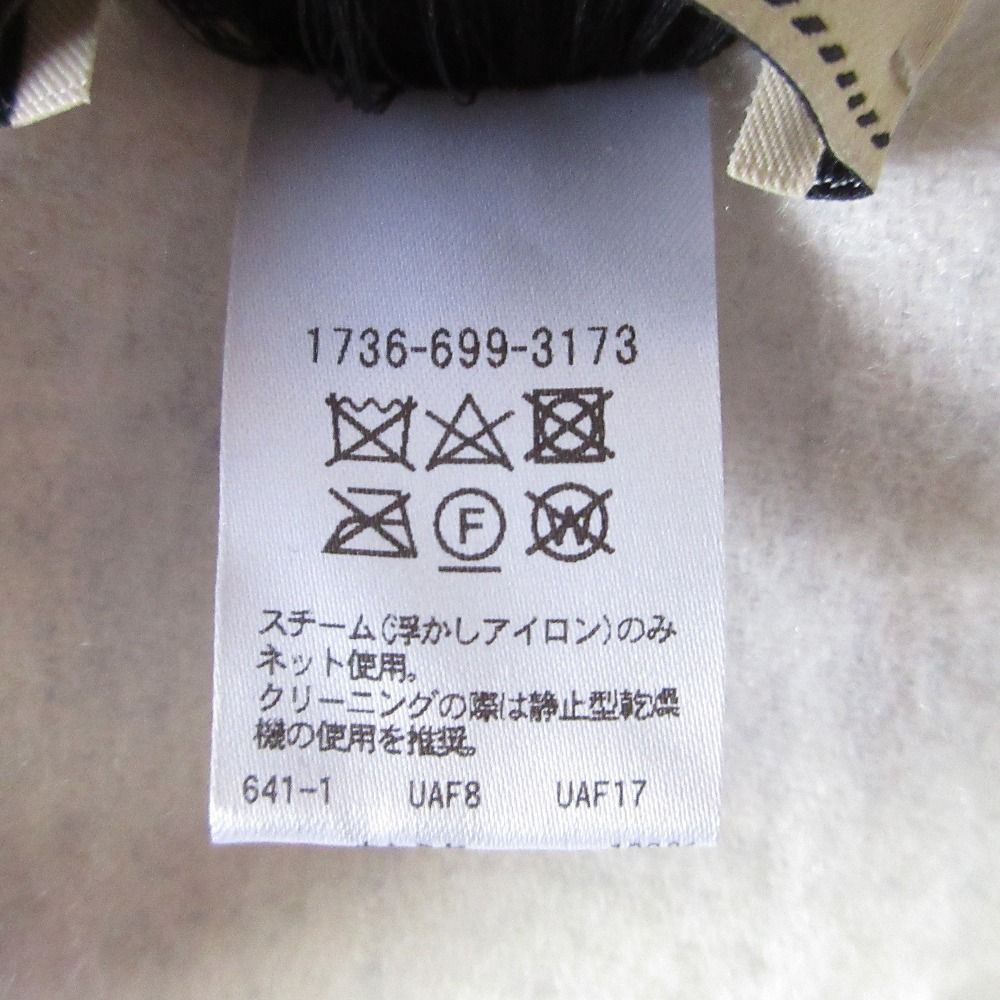 1736-699-3173
F
W
スチーム(浮かしアイロン)のみ
ネット使用。
クリーニングの際は静止型乾燥
機の使用を推奨。
641-1 UAF8 UAF17